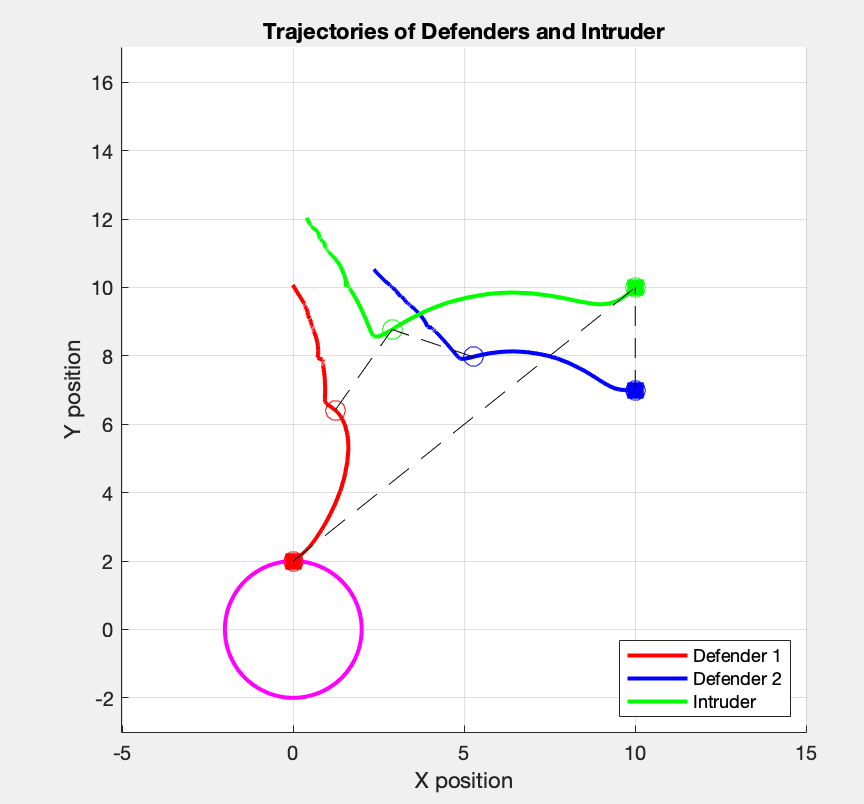 Trajectories of Defenders and Intruder
Y position
16
14
12
10
8
6
4
2
0
-2
-5 0 5 10 15
X position
Defender 1
Defender 2
Intruder